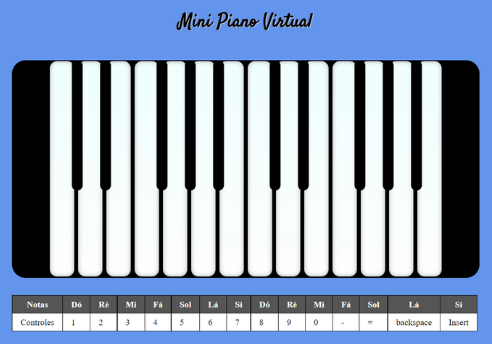 Mini Piano Virtual
Notas Dó Ré Mi Fá Sol Lá Si Dó Ré Mi Fá Sol Lá Si
Controles 1 2 3 4 5 6 7 8 9 0 - = backspace Insert